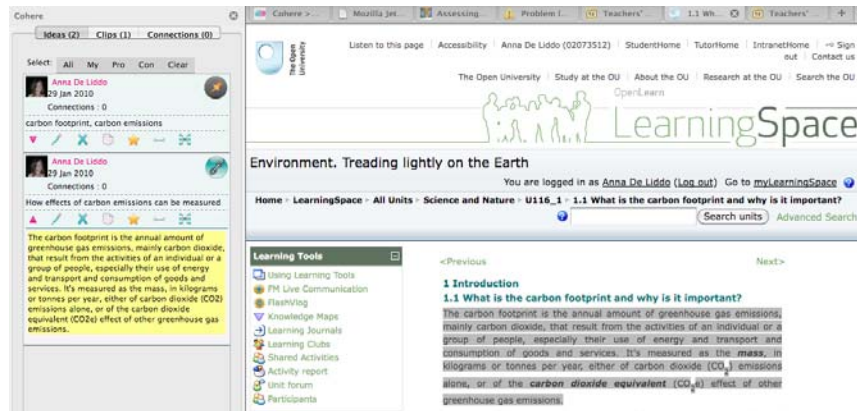 Cohere
Ideas (2) Clips (1) Connections (0)
Select: All My Pro Con Clear
Anna De Liddo
29 Jan 2010
Connections : 0
carbon footprint, carbon emissions
Anna De Liddo
29 Jan 2010
Connections : 0
How effects of carbon emissions can be measured
The carbon footprint is the annual amount of
greenhouse gas emissions, mainly carbon dioxide,
that result from the activities of an individual or a
group of people, especially their use of energy
and transport and consumption of goods and
services. It's measured as the mass, in kilograms
or tonnes per year, either of carbon dioxide (CO2)
emissions alone, or of the carbon dioxide
equivalent (CO2e) effect of other greenhouse gas
emissions.
Cohere >... Mozilla Jet... Assessing... Problem l... Teachers'... 1.1 Wh... Teachers'...
The Open
University
Listen to this page Accessibility Anna De Liddo (02073512) StudentHome TutorHome IntranetHome Sign
out Contact us
The Open University Study at the OU About the OU Research at the OU Search the OU
OpenLearn
LearningSpace
Environment. Treading lightly on the Earth
You are logged in as Anna De Liddo (Log out) Go to myLearningSpace
Home LearningSpace All Units Science and Nature U116_1 1.1 What is the carbon footprint and why is it important?
Search units Advanced Search
Learning Tools
Using Learning Tools
FM Live Communication
FlashVlog
Knowledge Maps
Learning Journals
Learning Clubs
Shared Activities
Activity report
Unit forum
Participants
<Previous Next>
1 Introduction
1.1 What is the carbon footprint and why is it important?
The carbon footprint is the annual amount of greenhouse gas emissions,
mainly carbon dioxide, that result from the activities of an individual or a
group of people, especially their use of energy and transport and
consumption of goods and services. It's measured as the mass, in
kilograms or tonnes per year, either of carbon dioxide (CO2) emissions
alone, or of the carbon dioxide equivalent (CO2e) effect of other
greenhouse gas emissions.